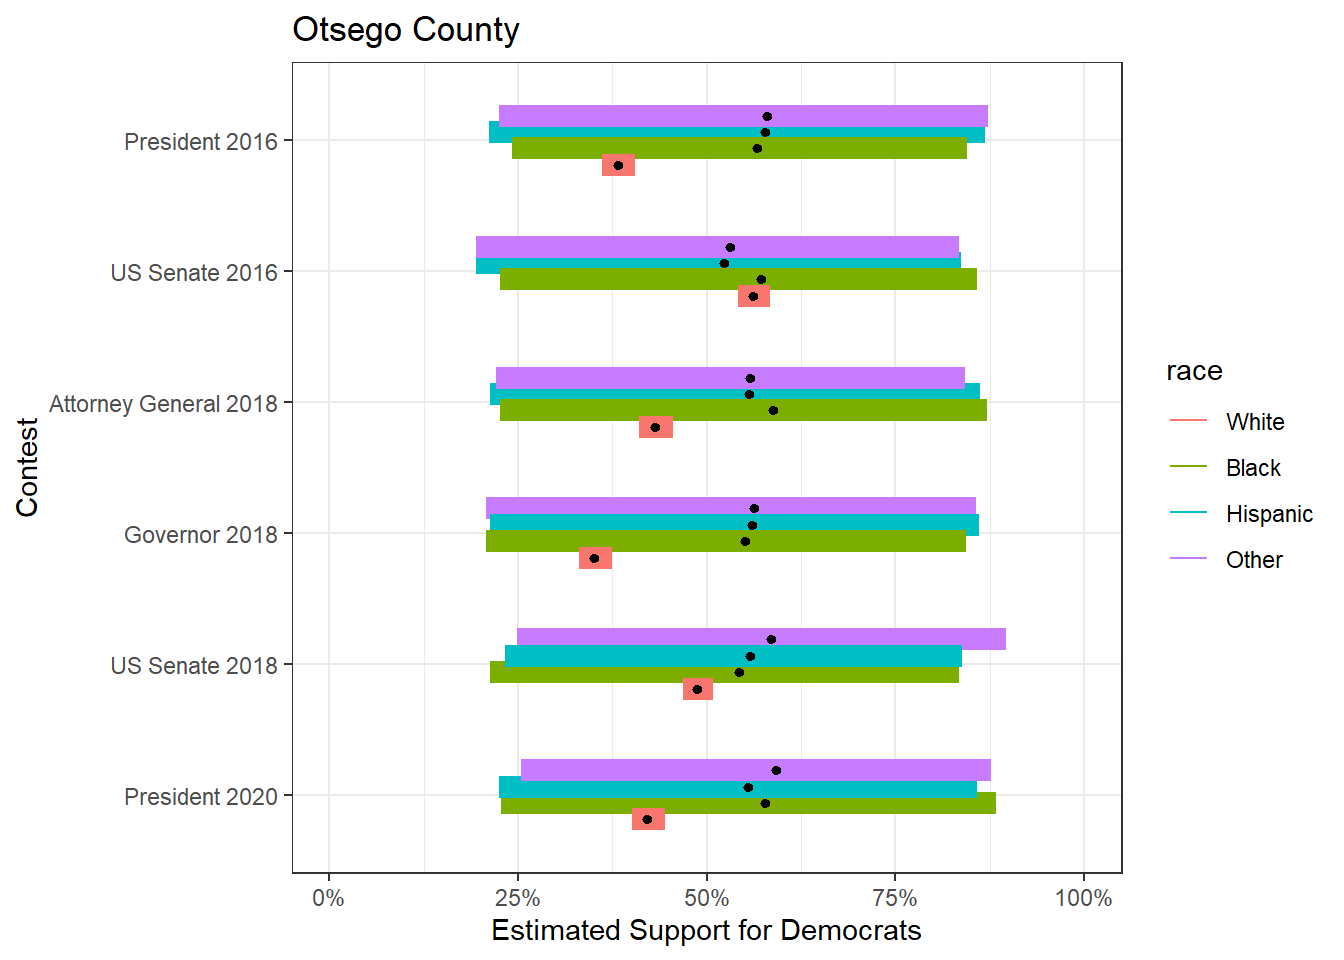 Otsego County
President 2016
US Senate 2016
Attorney General 2018
Governor 2018
US Senate 2018
President 2020
Contest
0%
25%
50%
75%
100%
Estimated Support for Democrats
race
White
Black
Hispanic
Other